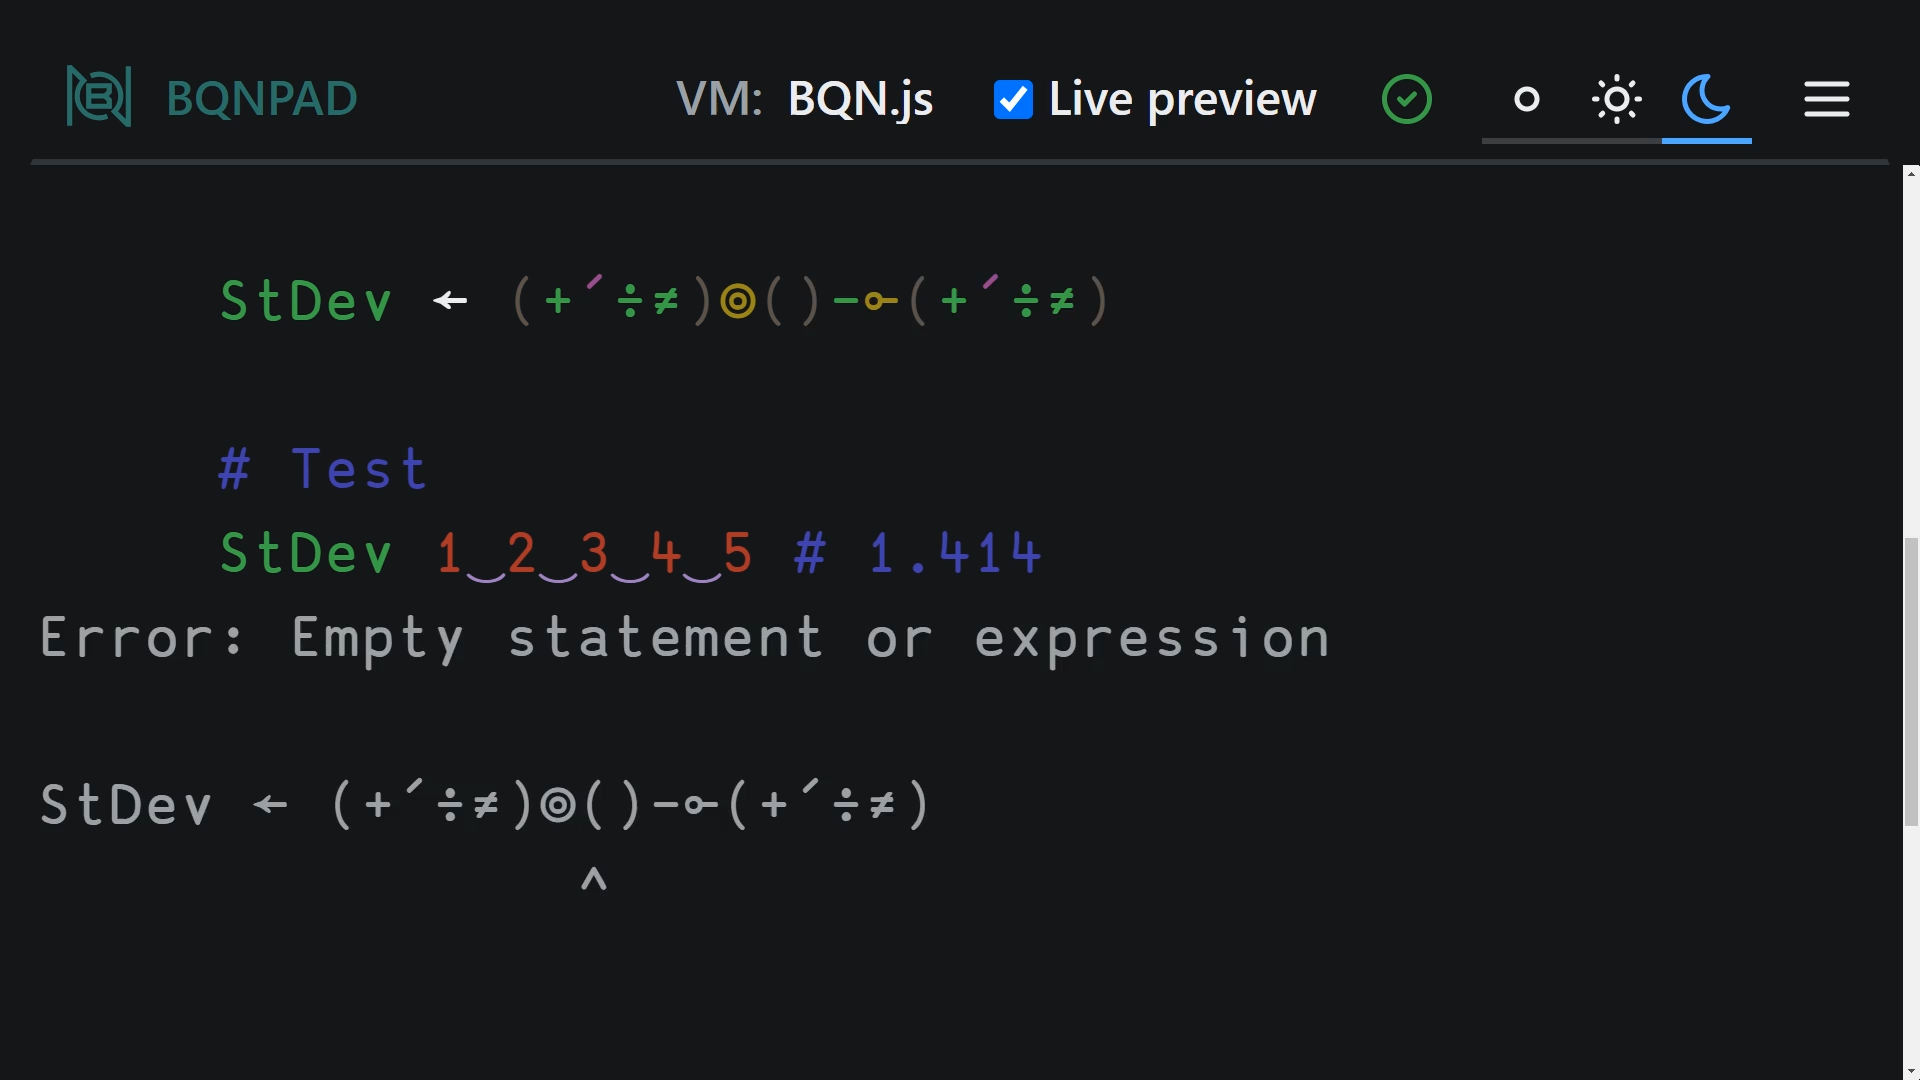 BQNPAD VM: BQN.js Live preview
StDev ← (+´÷≠)⌾()-⟜(+´÷≠)
# Test
StDev 1‿2‿3‿4‿5 # 1.414
Error: Empty statement or expression
StDev ← (+´÷≠)⌾()-⟜(+´÷≠)
^